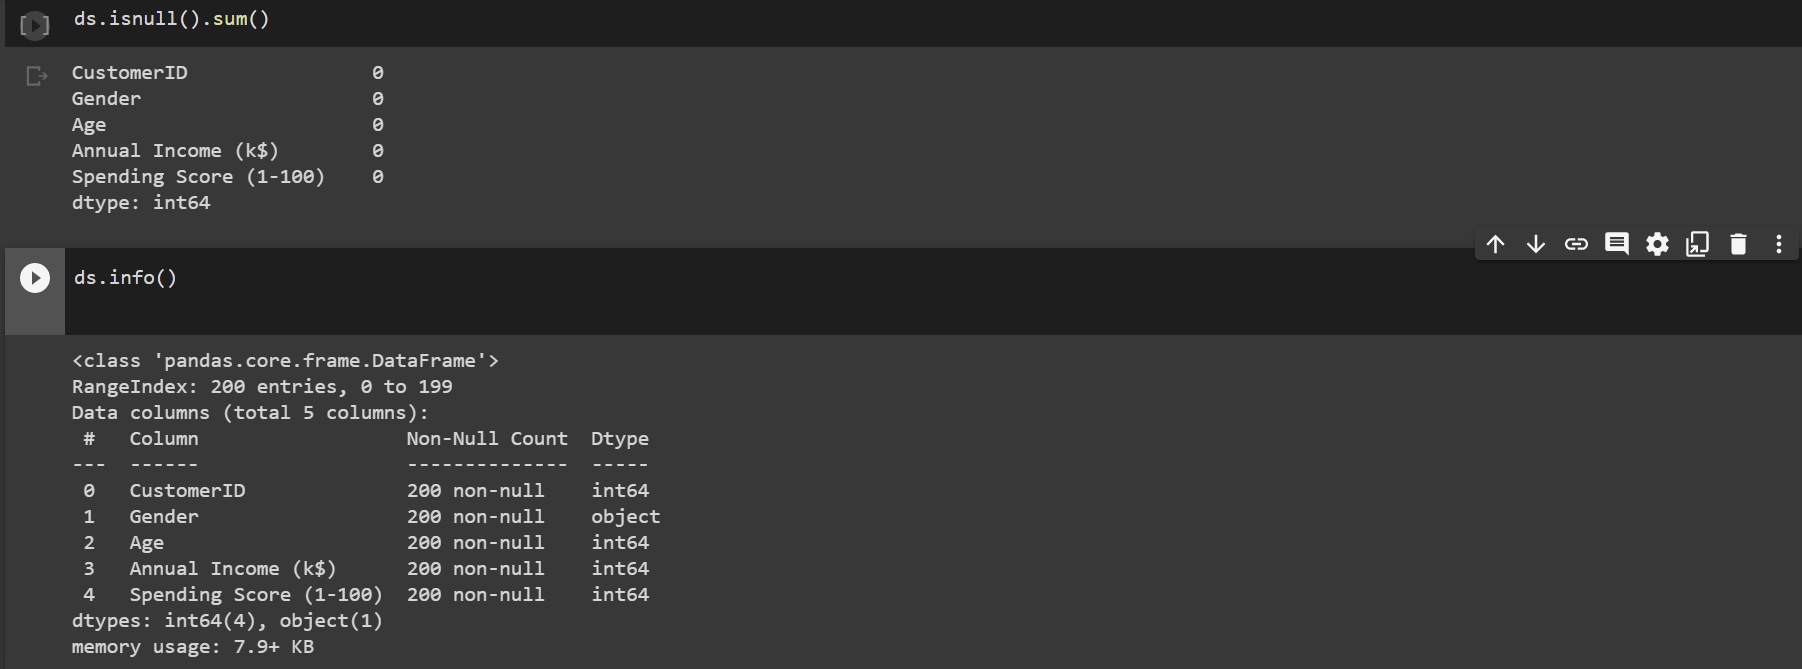 ds.isnull().sum()
CustomerID 0
Gender 0
Age 0
Annual Income (k$) 0
Spending Score (1-100) 0
dtype: int64
ds.info()
<class 'pandas.core.frame.DataFrame'>
RangeIndex: 200 entries, 0 to 199
Data columns (total 5 columns):
 #   Column                  Non-Null Count  Dtype
---  ------                  --------------  -----
 0   CustomerID              200 non-null    int64
 1   Gender                  200 non-null    object
 2   Age                     200 non-null    int64
 3   Annual Income (k$)      200 non-null    int64
 4   Spending Score (1-100)  200 non-null    int64
dtypes: int64(4), object(1)
memory usage: 7.9+ KB